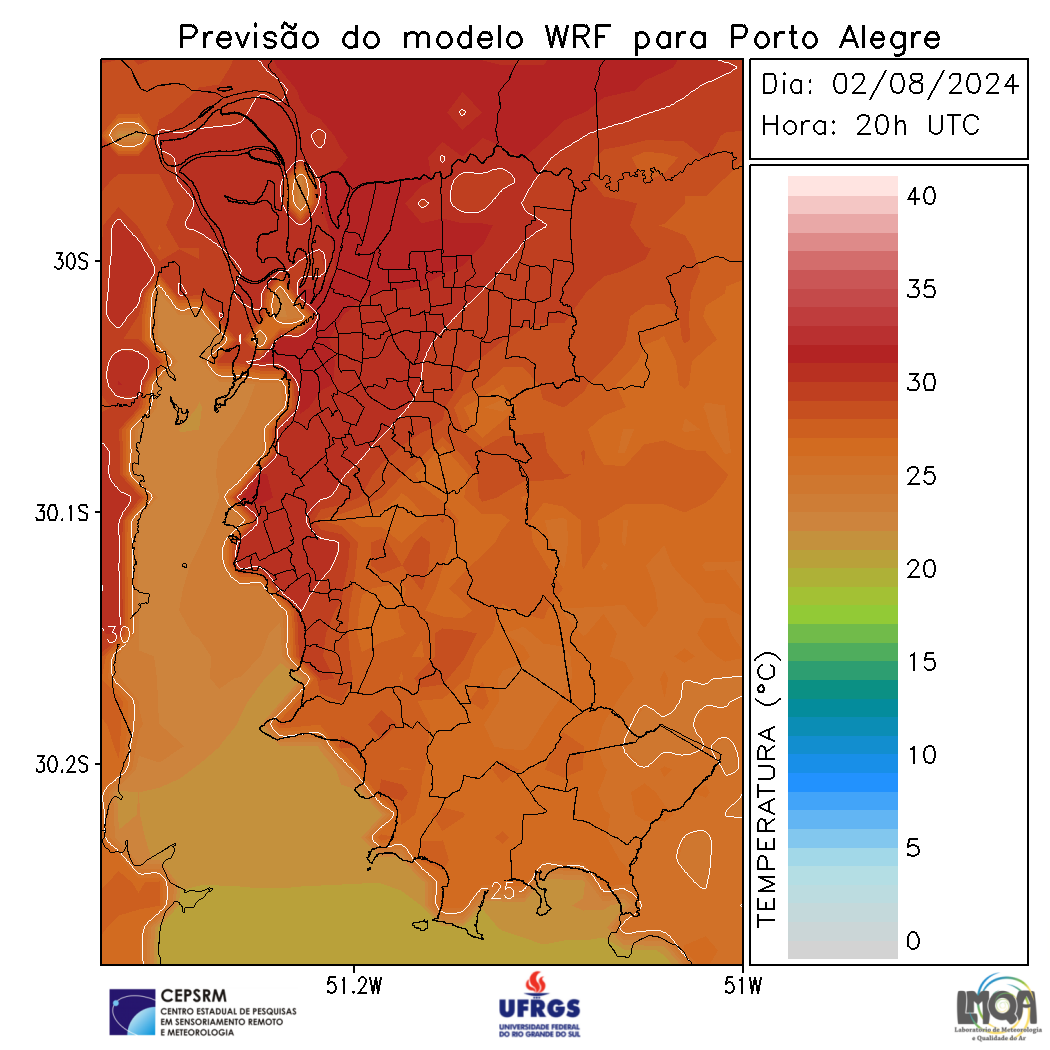 Previsão do modelo WRF para Porto Alegre
Dia: 02/08/2024
Hora: 20h UTC
40
35
30
25
20
15
10
5
0
TEMPERATURA (°C)
30S
30.1S
30.2S
30
25
51.2W
51W
CEPSRM
CENTRO ESTADUAL DE PESQUISAS
EM SENSORIAMENTO REMOTO
E METEOROLOGIA
UFRGS
UNIVERSIDADE FEDERAL
DO RIO GRANDE DO SUL
LMQA
Laboratório de Meteorologia
e Qualidade do Ar